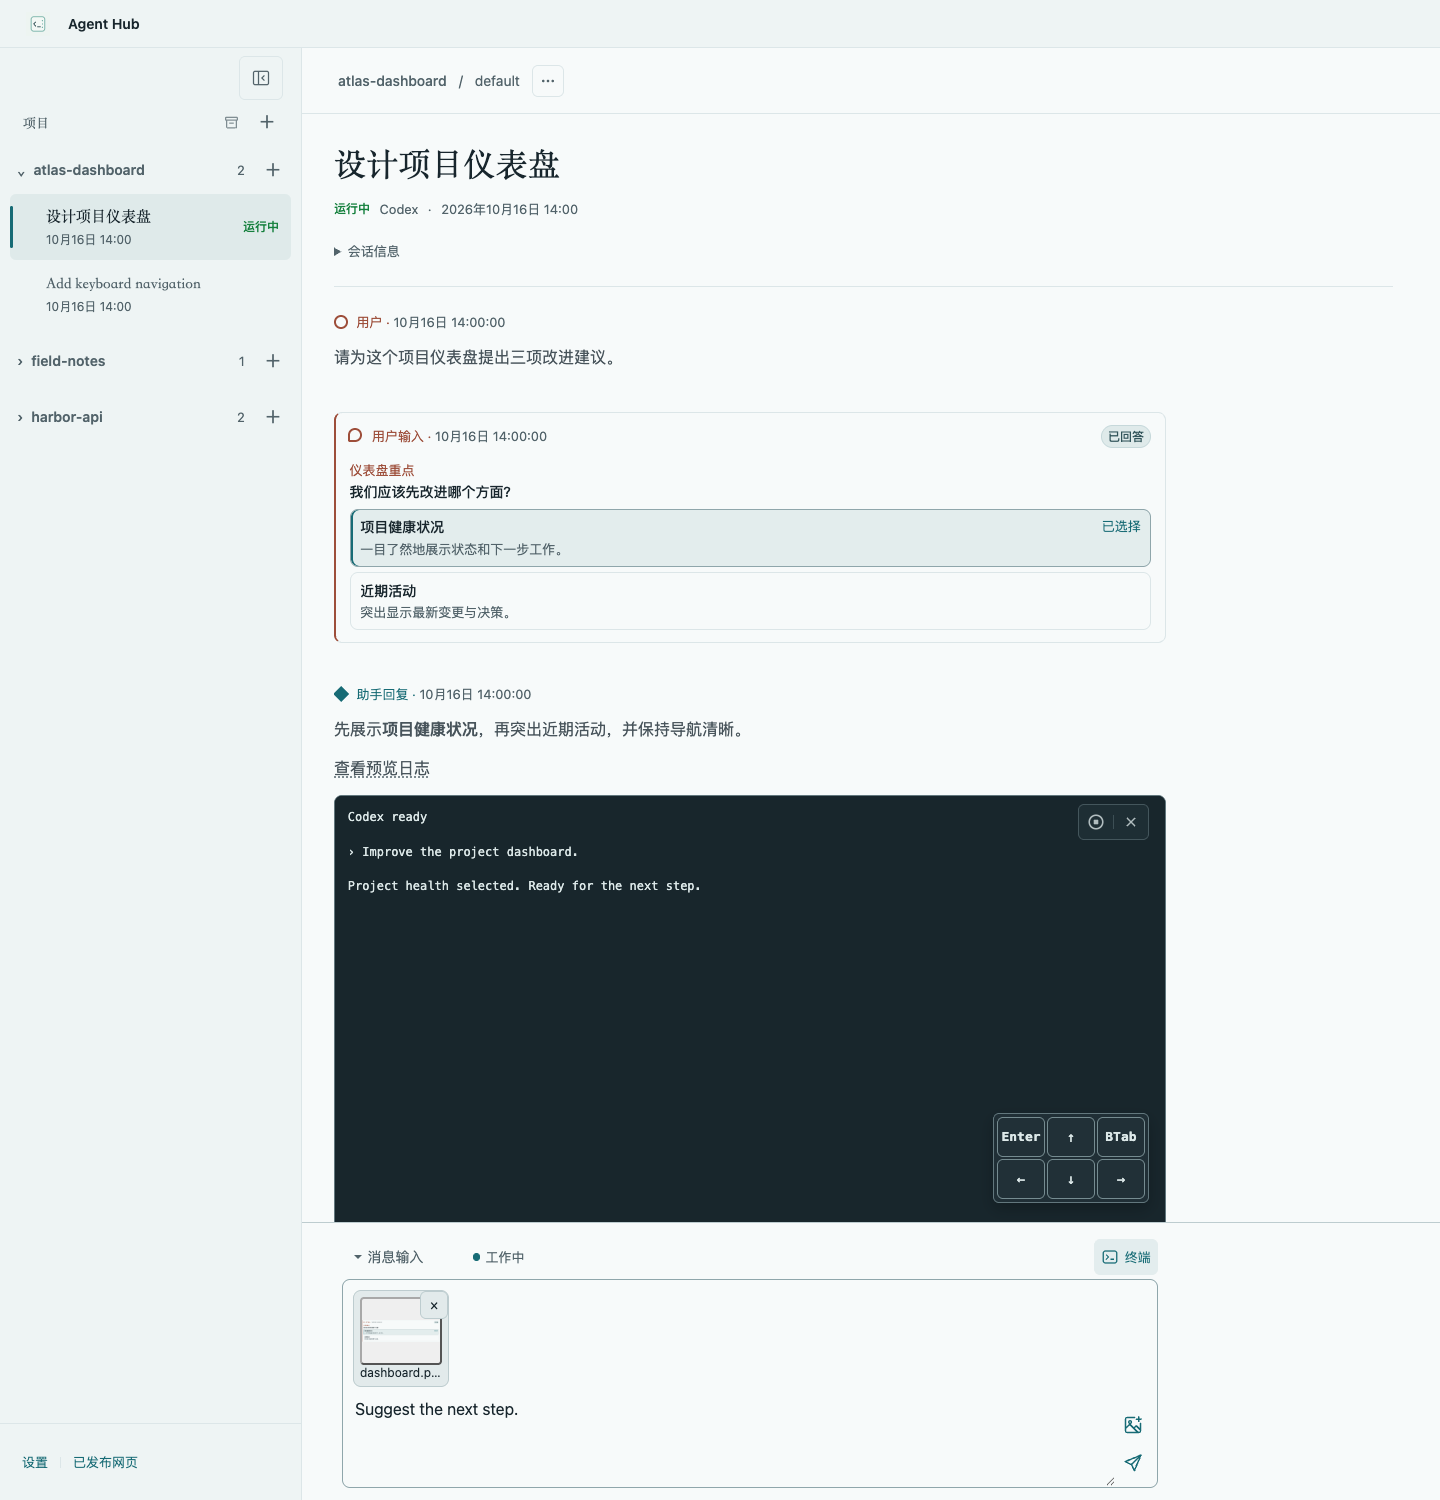 Agent Hub
项目
atlas-dashboard 2
设计项目仪表盘
10月16日 14:00
运行中
Add keyboard navigation
10月16日 14:00
field-notes 1
harbor-api 2
设置
已发布网页
atlas-dashboard / default
设计项目仪表盘
运行中 Codex · 2026年10月16日 14:00
会话信息
用户 · 10月16日 14:00:00
请为这个项目仪表盘提出三项改进建议。
用户输入 · 10月16日 14:00:00
已回答
仪表盘重点
我们应该先改进哪个方面?
项目健康状况
已选择
一目了然地展示状态和下一步工作。
近期活动
突出显示最新变更与决策。
助手回复 · 10月16日 14:00:00
先展示项目健康状况，再突出近期活动，并保持导航清晰。
查看预览日志
Codex ready
› Improve the project dashboard.
Project health selected. Ready for the next step.
Enter ↑ BTab
← ↓ →
消息输入
工作中
终端
dashboard.p...
Suggest the next step.